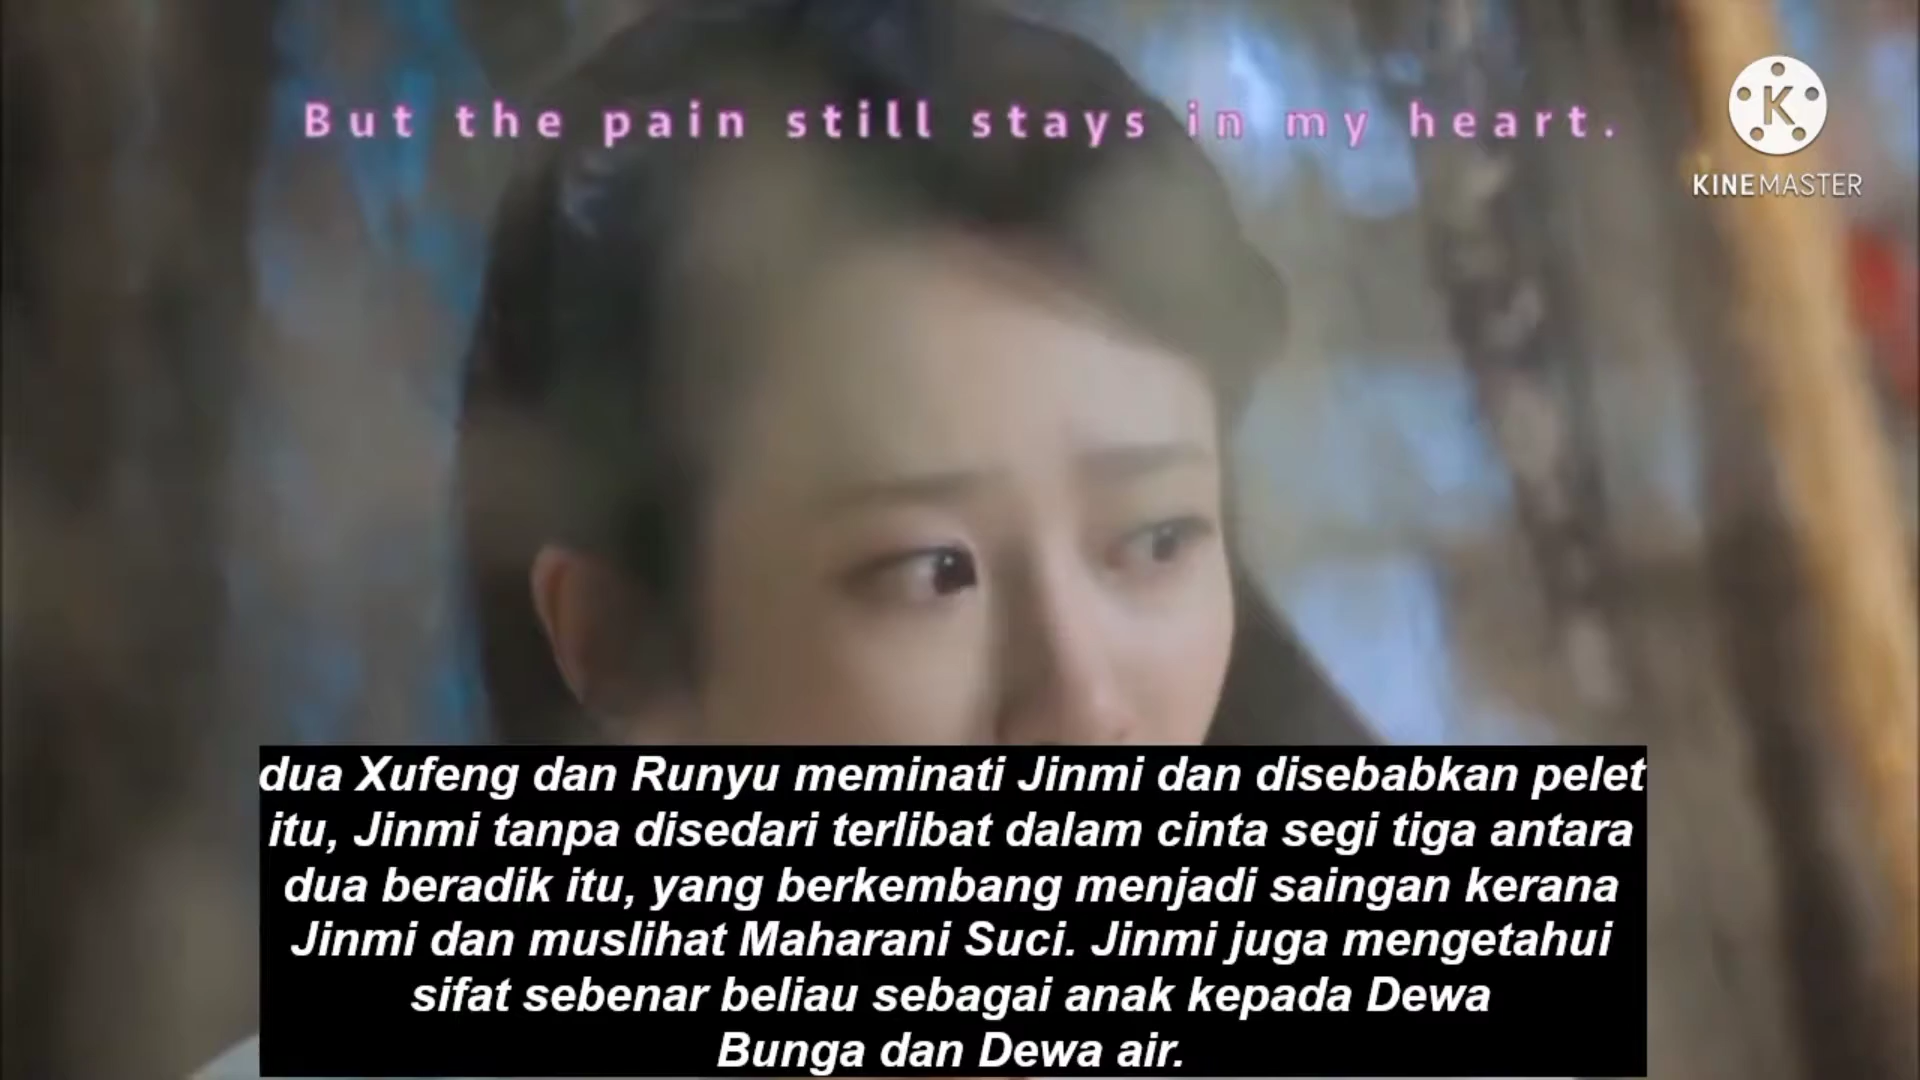 But the pain still stays in my heart.
K
KINEMASTER
dua Xufeng dan Runyu meminati Jinmi dan disebabkan pelet
itu, Jinmi tanpa disedari terlibat dalam cinta segi tiga antara
dua beradik itu, yang berkembang menjadi saingan kerana
Jinmi dan muslihat Maharani Suci. Jinmi juga mengetahui
sifat sebenar beliau sebagai anak kepada Dewa
Bunga dan Dewa air.